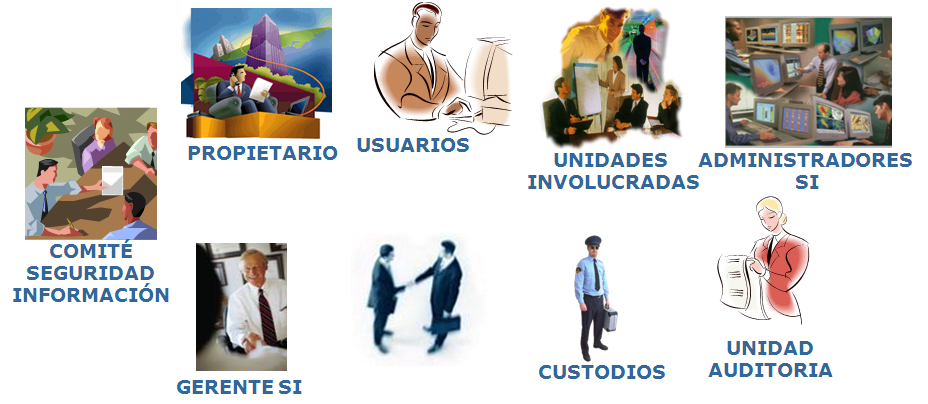 PROPIETARIO
USUARIOS
UNIDADES
INVOLUCRADAS
ADMINISTRADORES
SI
COMITÉ
SEGURIDAD
INFORMACIÓN
GERENTE SI
CUSTODIOS
UNIDAD
AUDITORIA